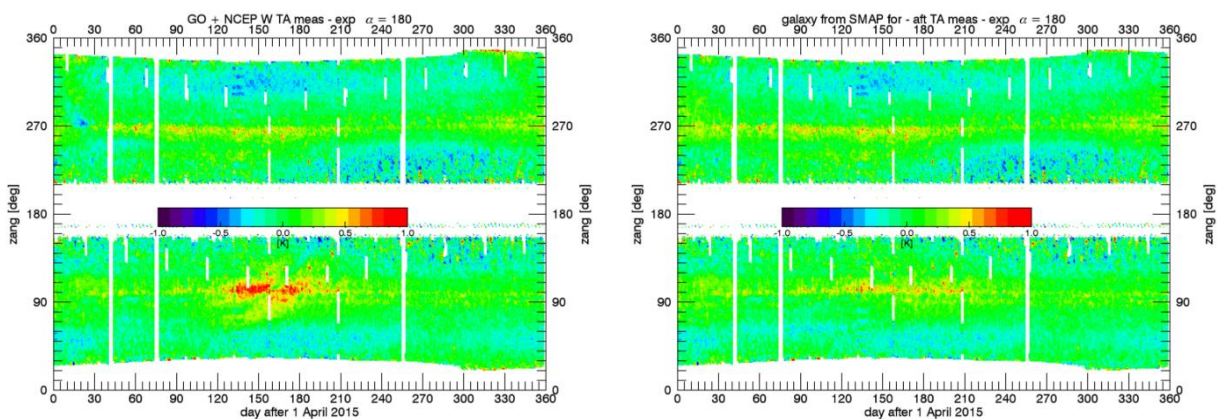 GO + NCEP W TA meas - exp α = 180
0 30 60 90 120 150 180 210 240 270 300 330 360
360 360
270 270
zang [deg] 180 180 zang [deg]
-1.0 -0.5 0.0 0.5 1.0
[K]
90 90
0 0
0 30 60 90 120 150 180 210 240 270 300 330 360
day after 1 April 2015
galaxy from SMAP for - aft TA meas - exp α = 180
0 30 60 90 120 150 180 210 240 270 300 330 360
360 360
270 270
zang [deg] 180 180 zang [deg]
-1.0 -0.5 0.0 0.5 1.0
[K]
90 90
0 0
0 30 60 90 120 150 180 210 240 270 300 330 360
day after 1 April 2015